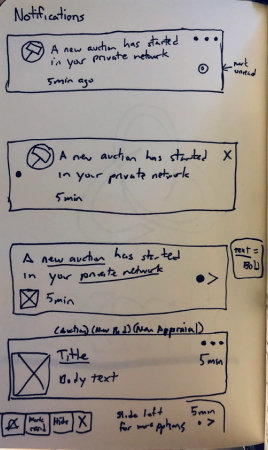 Notifications
A new auction has started
in your private network
5min ago
mark
unread
A new auction has started
in your private network
5min
X
A new auction has started
in your private network
5min
>
text =
Bold
(Auction) (New Bid) (New Appraisal)
Title
5min
Body text
Mark
read
Hide
X
slide left
for more options
5min
>